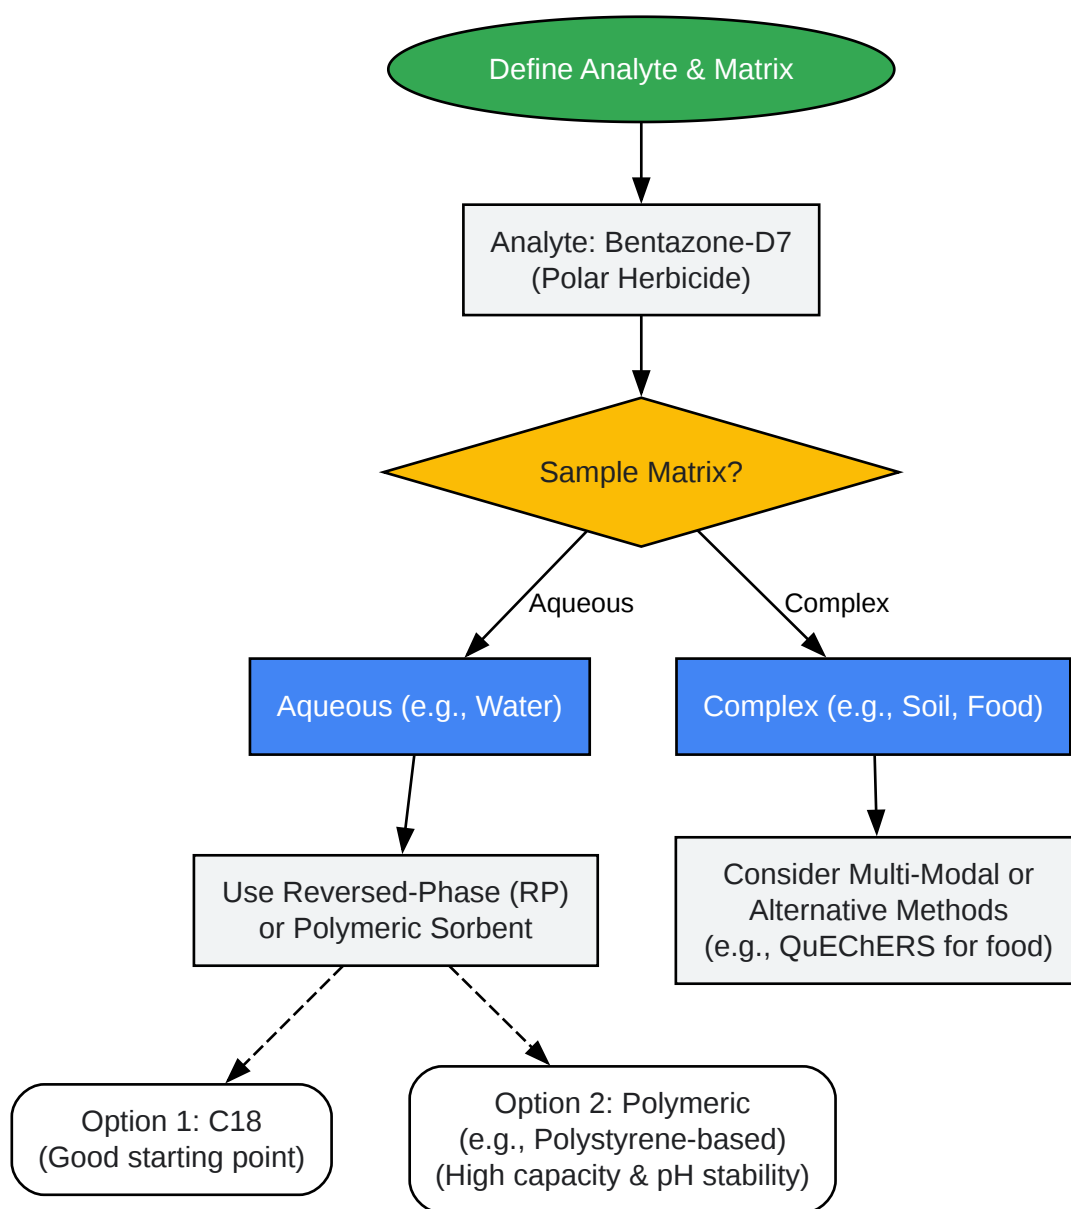 Define Analyte & Matrix
Analyte: Bentazone-D7
(Polar Herbicide)
Sample Matrix?
Aqueous
Complex
Aqueous (e.g., Water)
Complex (e.g., Soil, Food)
Use Reversed-Phase (RP)
or Polymeric Sorbent
Consider Multi-Modal or
Alternative Methods
(e.g., QuEChERS for food)
Option 1: C18
(Good starting point)
Option 2: Polymeric
(e.g., Polystyrene-based)
(High capacity & pH stability)